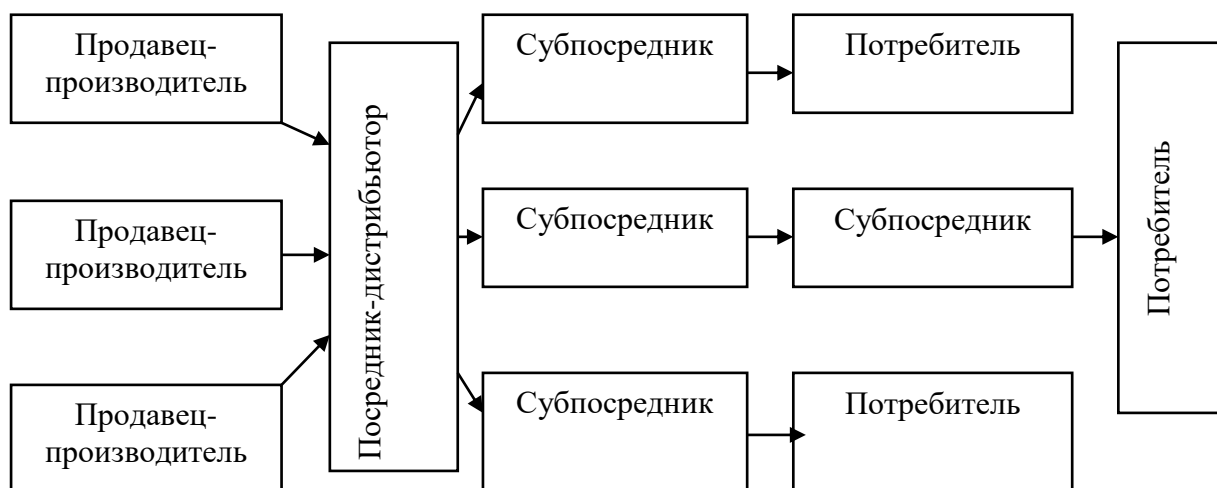 Продавец-
производитель
Продавец-
производитель
Продавец-
производитель
Посредник-дистрибьютор
Субпосредник
Потребитель
Субпосредник
Субпосредник
Субпосредник
Потребитель
Потребитель